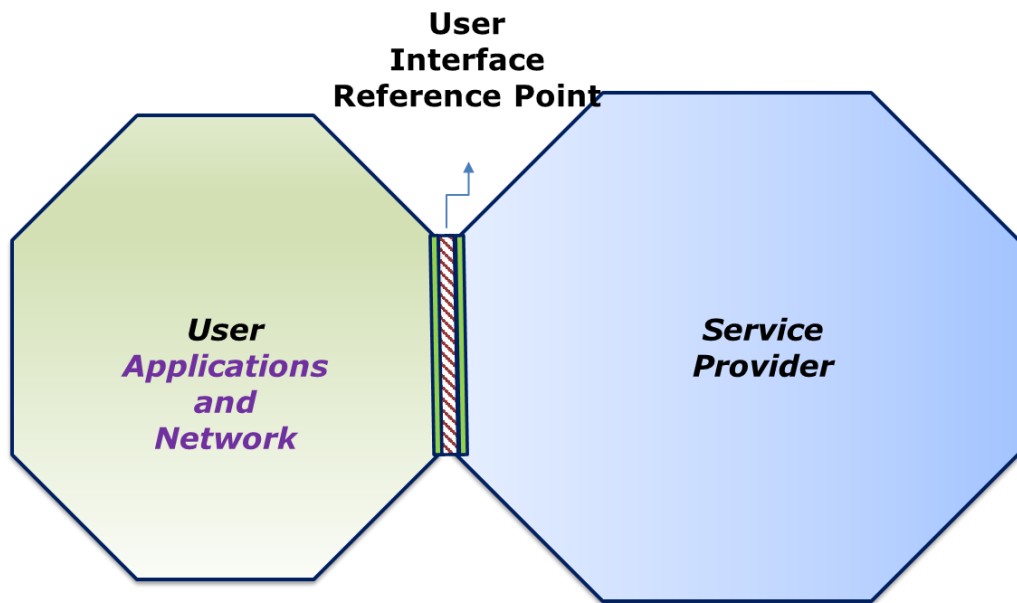 User
Interface
Reference Point
User
Applications
and
Network
Service
Provider